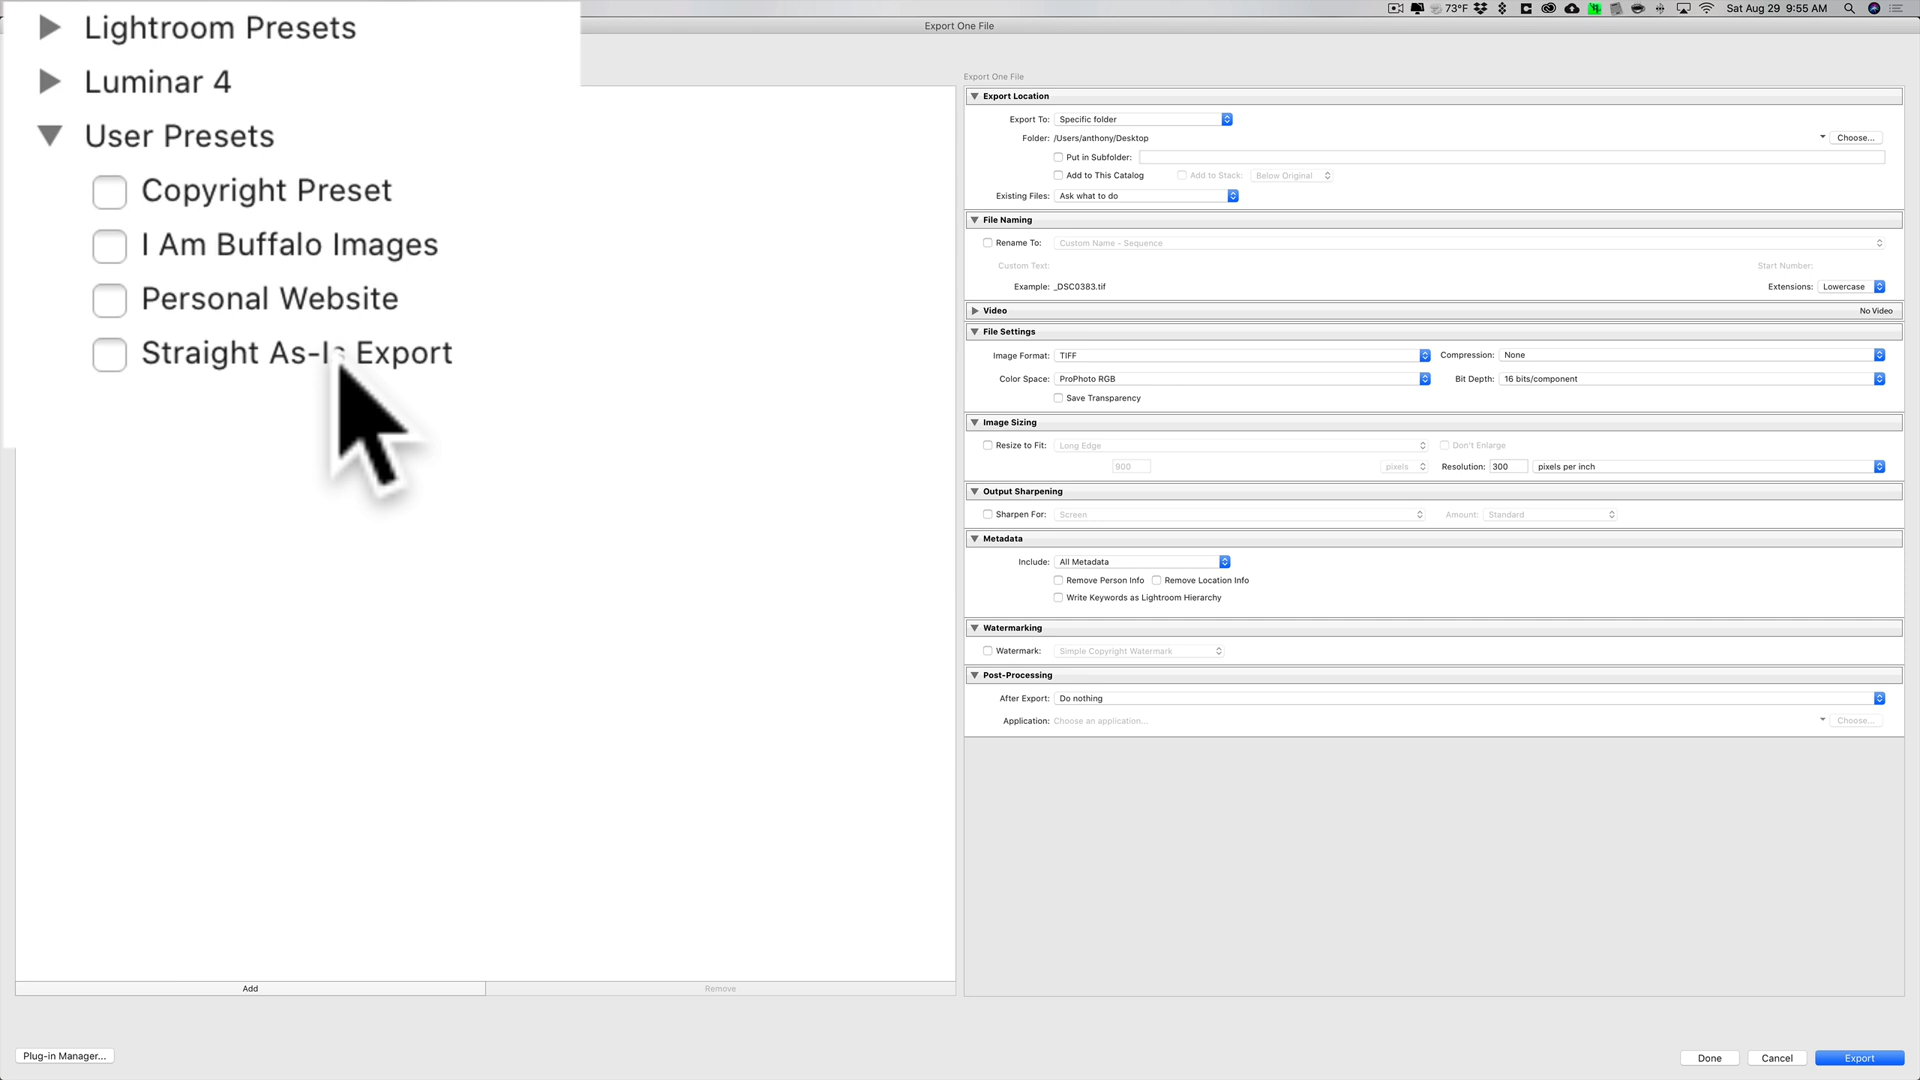 73°F Sat Aug 29 9:55 AM
Export One File
Lightroom Presets
Luminar 4
User Presets
Copyright Preset
I Am Buffalo Images
Personal Website
Straight As-Is Export
Add Remove
Plug-in Manager...
Export One File
Export Location
Export To: Specific folder
Folder: /Users/anthony/Desktop Choose...
Put in Subfolder:
Add to This Catalog Add to Stack: Below Original
Existing Files: Ask what to do
File Naming
Rename To: Custom Name - Sequence
Custom Text: Start Number:
Example: _DSC0383.tif Extensions: Lowercase
Video No Video
File Settings
Image Format: TIFF Compression: None
Color Space: ProPhoto RGB Bit Depth: 16 bits/component
Save Transparency
Image Sizing
Resize to Fit: Long Edge Don't Enlarge
900 pixels Resolution: 300 pixels per inch
Output Sharpening
Sharpen For: Screen Amount: Standard
Metadata
Include: All Metadata
Remove Person Info Remove Location Info
Write Keywords as Lightroom Hierarchy
Watermarking
Watermark: Simple Copyright Watermark
Post-Processing
After Export: Do nothing
Application: Choose an application... Choose...
Done Cancel Export